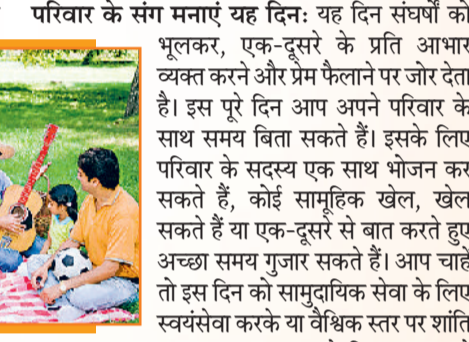 परिवार के संग मनाएं यह दिन: यह दिन संघर्षों को
भूलकर, एक-दूसरे के प्रति आभार
व्यक्त करने और प्रेम फैलाने पर जोर देता
है। इस पूरे दिन आप अपने परिवार के
साथ समय बिता सकते हैं। इसके लिए
परिवार के सदस्य एक साथ भोजन कर
सकते हैं, कोई सामूहिक खेल, खेल
सकते हैं या एक-दूसरे से बात करते हुए
अच्छा समय गुजार सकते हैं। आप चाहें
तो इस दिन को सामुदायिक सेवा के लिए
स्वयंसेवा करके या वैश्विक स्तर पर शांति